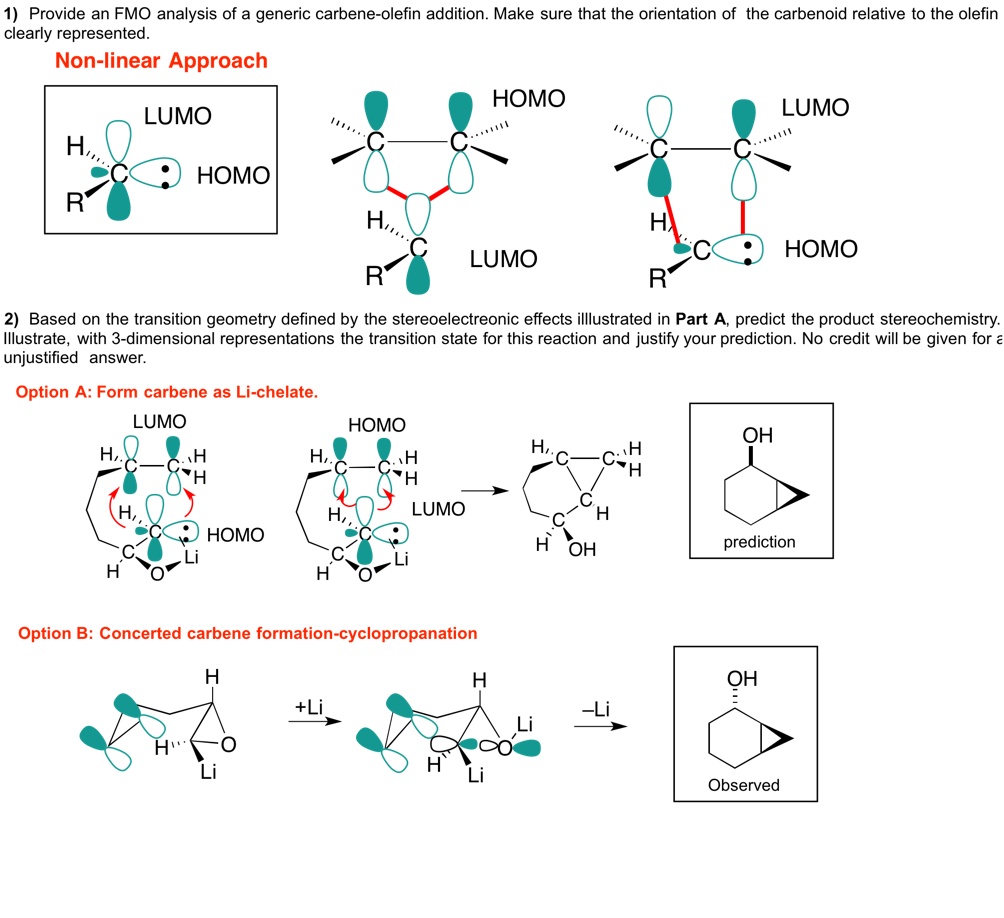 1) Provide an FMO analysis of a generic carbene-olefin addition. Make sure that the orientation of the carbenoid relative to the olefin
clearly represented.
Non-linear Approach
LUMO
H
C
HOMO
R
HOMO
C
C
H
C
R
LUMO
LUMO
C
C
H
C
R
HOMO
2) Based on the transition geometry defined by the stereoelectreonic effects illlustrated in Part A, predict the product stereochemistry.
Illustrate, with 3-dimensional representations the transition state for this reaction and justify your prediction. No credit will be given for a
unjustified answer.
Option A: Form carbene as Li-chelate.
LUMO
H
C
C
H
H
H
C
HOMO
C
Li
H
O
HOMO
H
C
C
H
H
H
LUMO
C
C
Li
H
O
H
C
C
H
H
C
H
C
H
OH
OH
prediction
Option B: Concerted carbene formation-cyclopropanation
H
H
O
Li
+Li
H
Li
O
H
Li
–Li
OH
Observed